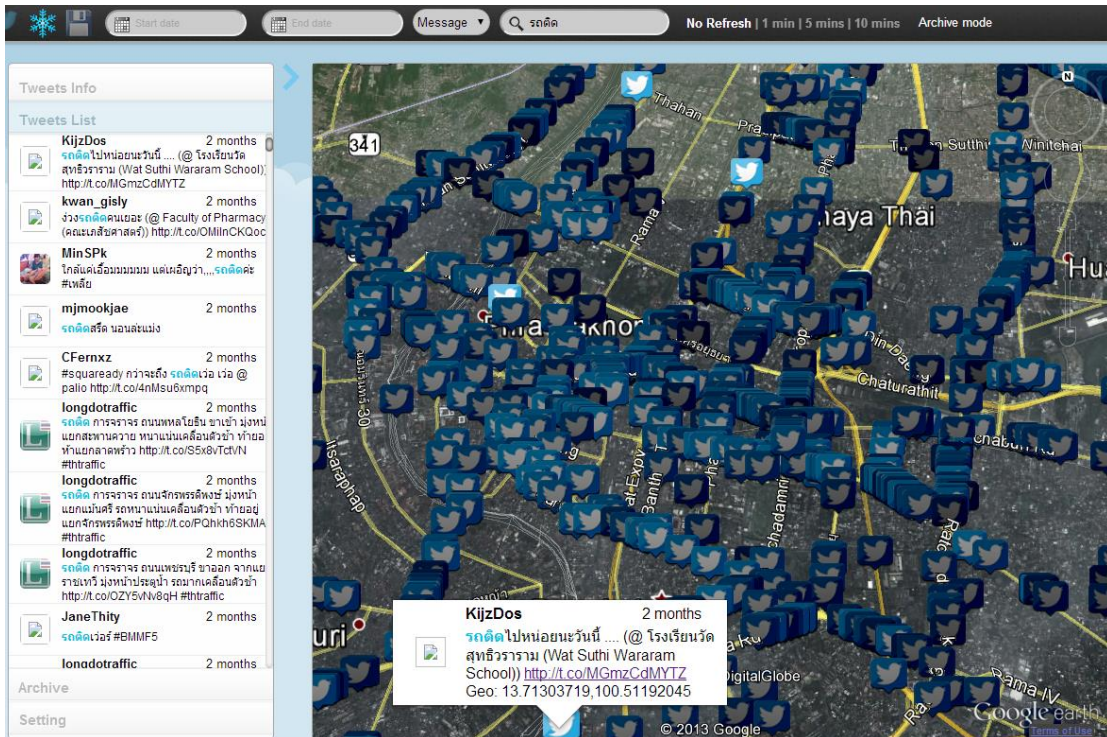 Start date
End date
Message
รถติด
No Refresh | 1 min | 5 mins | 10 mins
Archive mode
Tweets Info
Tweets List
KijzDos 2 months
รถติดไปหน่อยนะวันนี้ .... (@ โรงเรียนวัด
สุทธิวราราม (Wat Suthi Wararam School))
http://t.co/MGmzCdMYTZ
kwan_gisly 2 months
ง่วงรถติดคนเยอะ (@ Faculty of Pharmacy
(คณะเภสัชศาสตร์)) http://t.co/OMiInCKQoc
MinSPk 2 months
ใกล้แค่เอื้อมมมมมม แต่เผอิญว่า,,,,รถติดค่ะ
#เพลีย
mjmookjae 2 months
รถติดสรัด นอนล่ะแม่ง
CFernxz 2 months
#squaready กว่าจะถึง รถติดเว่อ เว่อ @
palio http://t.co/4nMsu6xmpq
longdotraffic 2 months
รถติด การจราจร ถนนพหลโยธิน ขาเข้า มุ่งหน้า
แยกสะพานควาย หนาแน่นเคลื่อนตัวช้า ท้ายอ
ห้าแยกลาดพร้าว http://t.co/S5x8vTctVN
#thtraffic
longdotraffic 2 months
รถติด การจราจร ถนนจักรพรรดิพงษ์ มุ่งหน้า
แยกแม้นศรี รถหนาแน่นเคลื่อนตัวช้า ท้ายอยู่
แยกจักรพรรดิพงษ์ http://t.co/PQhkh6SKMA
#thtraffic
longdotraffic 2 months
รถติด การจราจร ถนนเพชรบุรี ขาออก จากแย
ราชเทวี มุ่งหน้าประตูน้ำ รถมากเคลื่อนตัวช้า
http://t.co/OZY5vNv8qH #thtraffic
JaneThity 2 months
รถติดเว่อร์ #BMMF5
longdotraffic 2 months
Archive
Setting
341
Thahan
N
Vinitchai
haya Thai
Rama V
Hu
Din Daeng
Chaturathit
Itsaraphap
at Expy
Banth
chadamri
uri
KijzDos 2 months
รถติดไปหน่อยนะวันนี้ .... (@ โรงเรียนวัด
สุทธิวราราม (Wat Suthi Wararam
School)) http://t.co/MGmzCdMYTZ
Geo: 13.71303719,100.51192045
DigitalGlobe
Rama IV
© 2013 Google
Google earth
Terms of Use